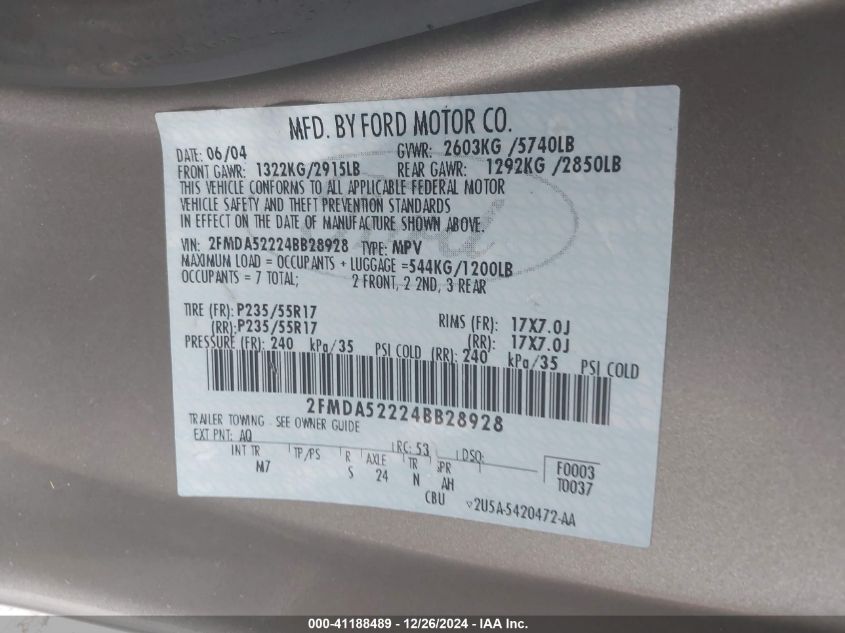 MFD. BY FORD MOTOR CO.
DATE: 06/04 GVWR: 2603KG /5740LB
FRONT GAWR: 1322KG/2915LB REAR GAWR: 1292KG /2850LB
THIS VEHICLE CONFORMS TO ALL APPLICABLE FEDERAL MOTOR
VEHICLE SAFETY AND THEFT PREVENTION STANDARDS
IN EFFECT ON THE DATE OF MANUFACTURE SHOWN ABOVE.
VIN: 2FMDA52224BB28928 TYPE: MPV
MAXIMUM LOAD = OCCUPANTS + LUGGAGE =544KG/1200LB
OCCUPANTS = 7 TOTAL; 2 FRONT, 2 2ND, 3 REAR
TIRE (FR): P235/55R17 RIMS (FR): 17X7.0J
(RR): P235/55R17 (RR): 17X7.0J
PRESSURE (FR): 240 kPa/35 PSI COLD (RR): 240 kPa/35 PSI COLD
2FMDA52224BB28928
TRAILER TOWING - SEE OWNER GUIDE
EXT PNT: AQ RC: 53 DSO:
INT TR TP/PS R AXLE TR SPR F0003
M7 S 24 N AH T0037
CBU 2U5A-5420472-AA
000-41188489 - 12/26/2024 - IAA Inc.